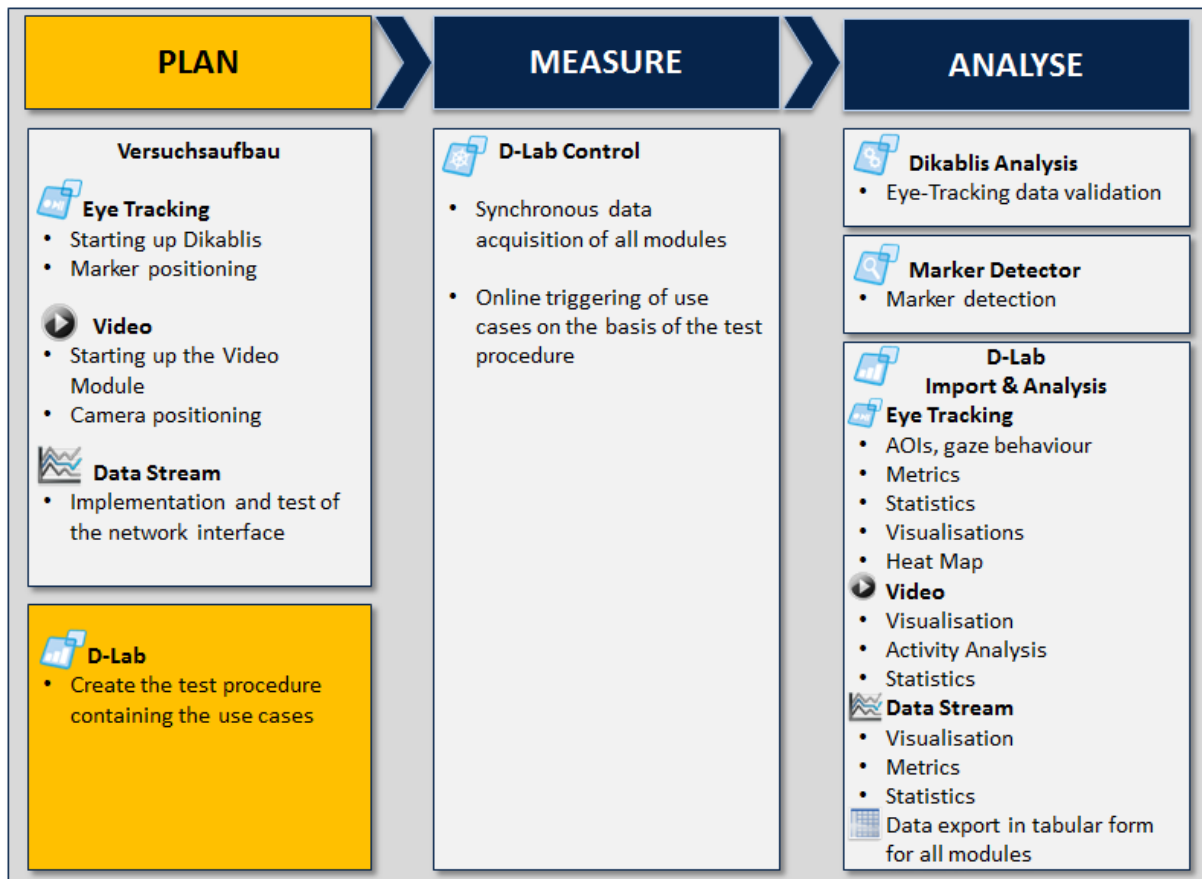 PLAN
MEASURE
ANALYSE
Versuchsaufbau
Eye Tracking
• Starting up Dikablis
• Marker positioning
Video
• Starting up the Video
Module
• Camera positioning
Data Stream
• Implementation and test of
the network interface
D-Lab
• Create the test procedure
containing the use cases
D-Lab Control
• Synchronous data
acquisition of all modules
• Online triggering of use
cases on the basis of the test
procedure
Dikablis Analysis
• Eye-Tracking data validation
Marker Detector
• Marker detection
D-Lab
Import & Analysis
Eye Tracking
• AOIs, gaze behaviour
• Metrics
• Statistics
• Visualisations
• Heat Map
Video
• Visualisation
• Activity Analysis
• Statistics
Data Stream
• Visualisation
• Metrics
• Statistics
Data export in tabular form
for all modules